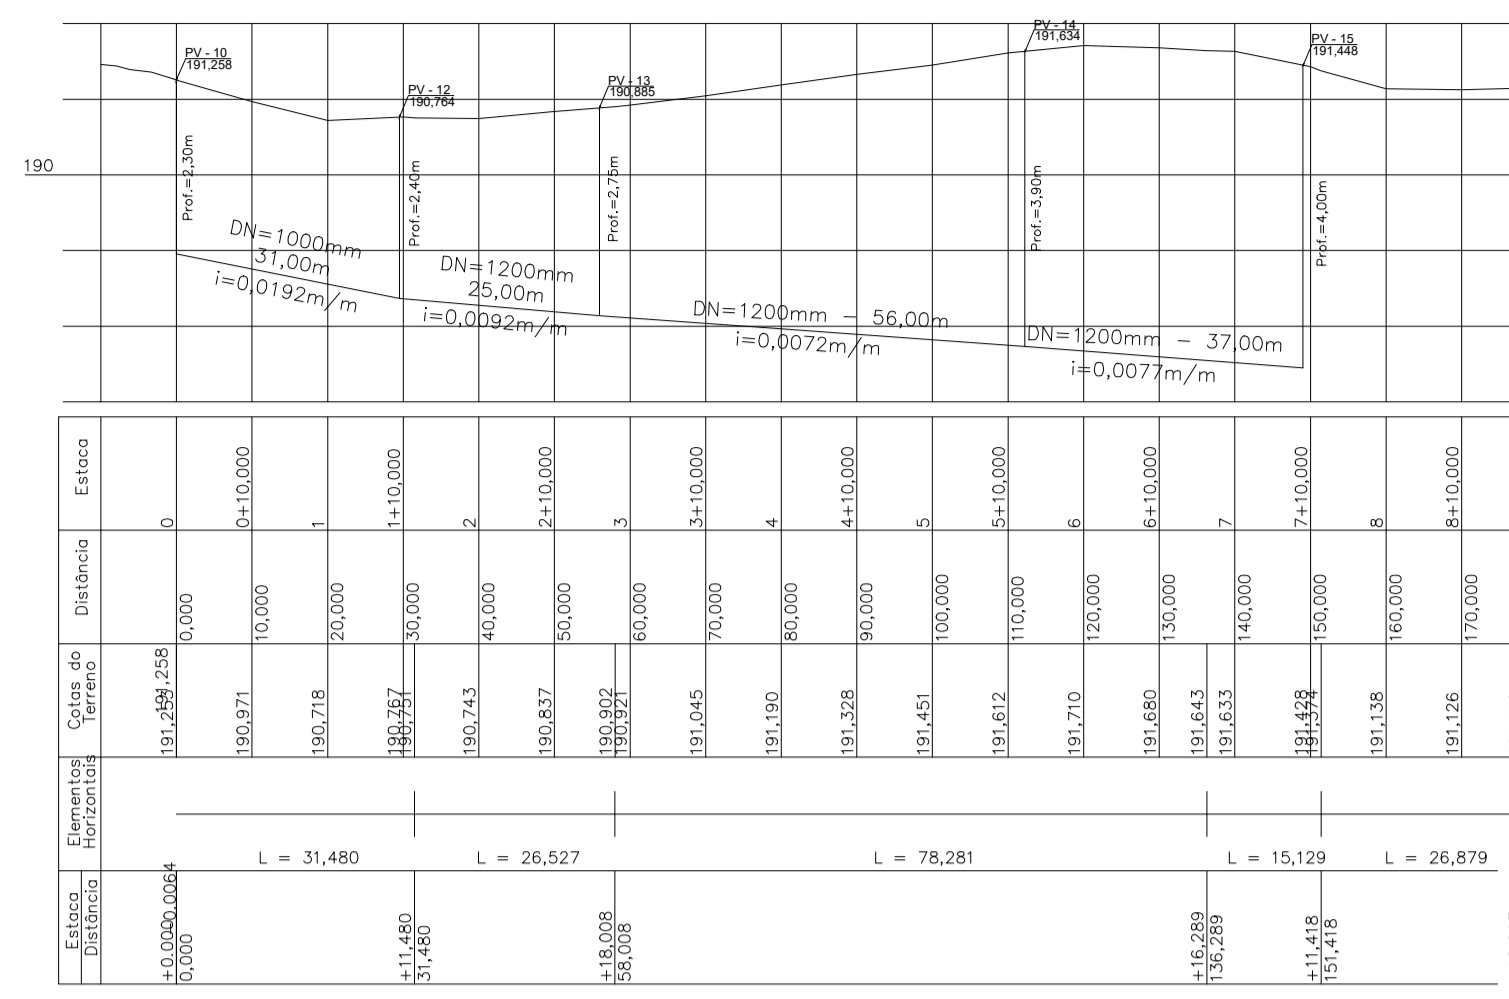 PV - 10
191,258
PV - 12
190,764
PV - 13
190,885
PV - 14
191,634
PV - 15
191,448
190
Prof.=2,30m
Prof.=2,40m
Prof.=2,75m
Prof.=3,90m
Prof.=4,00m
DN=1000mm
31,00m
i=0,0192m/m
DN=1200mm
25,00m
i=0,0092m/m
DN=1200mm – 56,00m
i=0,0072m/m
DN=1200mm – 37,00m
i=0,0077m/m
Estaca
0
0+10,000
1
1+10,000
2
2+10,000
3
3+10,000
4
4+10,000
5
5+10,000
6
6+10,000
7
7+10,000
8
8+10,000
Distância
0,000
10,000
20,000
30,000
40,000
50,000
60,000
70,000
80,000
90,000
100,000
110,000
120,000
130,000
140,000
150,000
160,000
170,000
Cotas do
Terreno
191,258
190,971
190,718
190,767
190,751
190,743
190,837
190,902
190,921
191,045
191,190
191,328
191,451
191,612
191,710
191,680
191,643
191,633
191,428
191,374
191,138
191,126
Elementos
Horizontais
L = 31,480
L = 26,527
L = 78,281
L = 15,129
L = 26,879
Estaca
Distância
0,000
+11,480
31,480
+18,008
58,008
+16,289
136,289
+11,418
151,418